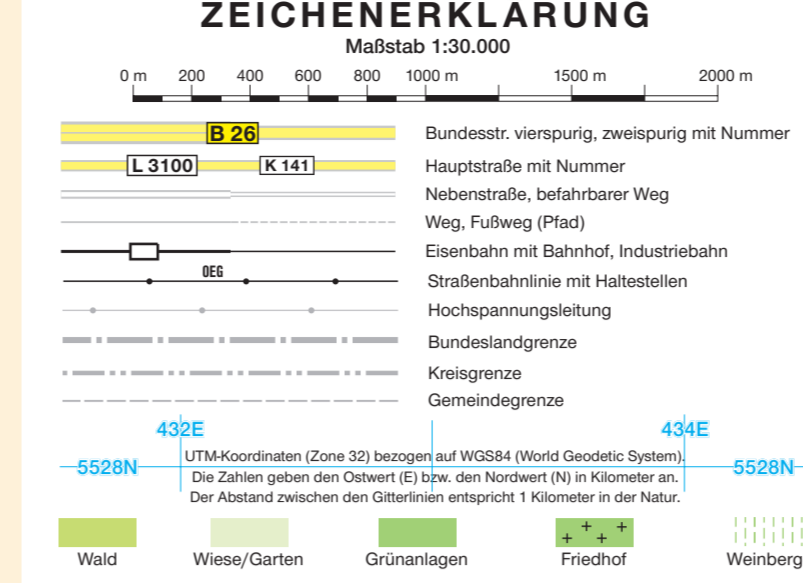 ZEICHENERKLÄRUNG
Maßstab 1:30.000
0 m 200 400 600 800 1000 m 1500 m 2000 m
B 26 Bundesstr. vierspurig, zweispurig mit Nummer
L 3100 K 141 Hauptstraße mit Nummer
Nebenstraße, befahrbarer Weg
Weg, Fußweg (Pfad)
Eisenbahn mit Bahnhof, Industriebahn
OEG Straßenbahnlinie mit Haltestellen
Hochspannungsleitung
Bundeslandgrenze
Kreisgrenze
Gemeindegrenze
432E 434E
UTM-Koordinaten (Zone 32) bezogen auf WGS84 (World Geodetic System).
5528N 5528N
Die Zahlen geben den Ostwert (E) bzw. den Nordwert (N) in Kilometer an.
Der Abstand zwischen den Gitterlinien entspricht 1 Kilometer in der Natur.
Wald Wiese/Garten Grünanlagen Friedhof Weinberg